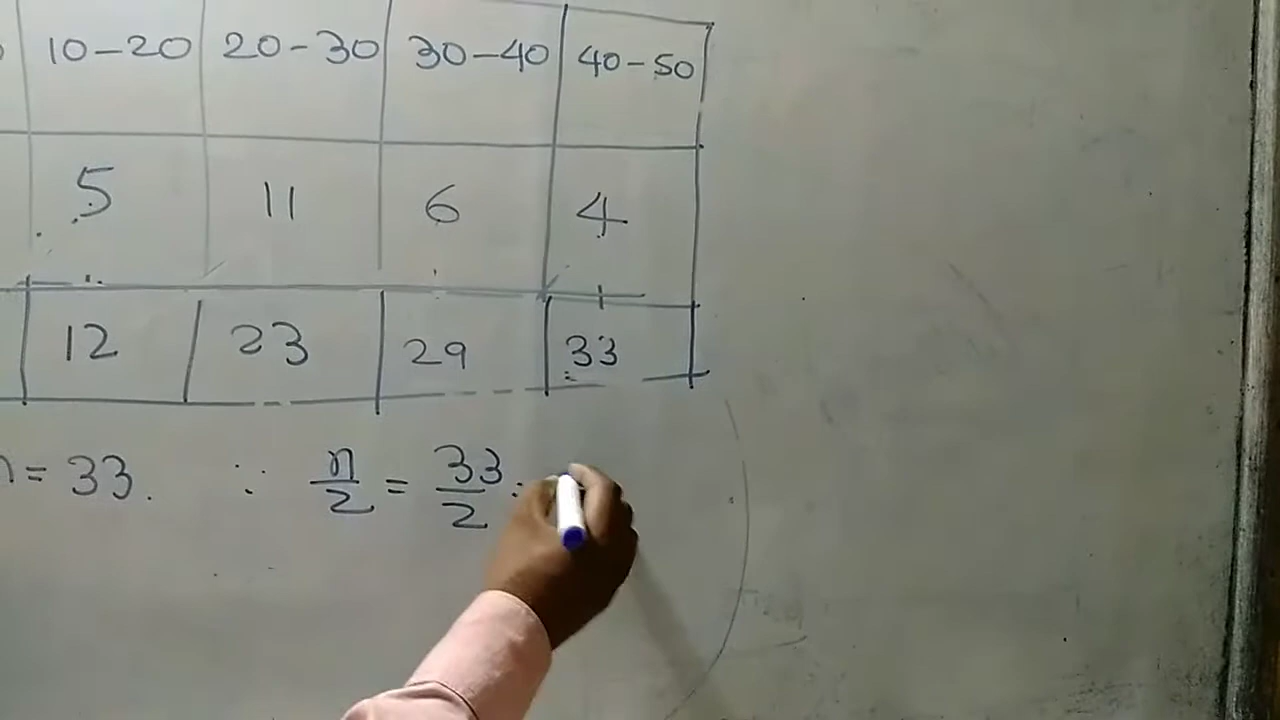 10-20 20-30 30-40 40-50
5 11 6 4
12 23 29 33
= 33. ∵ n/2 = 33/2